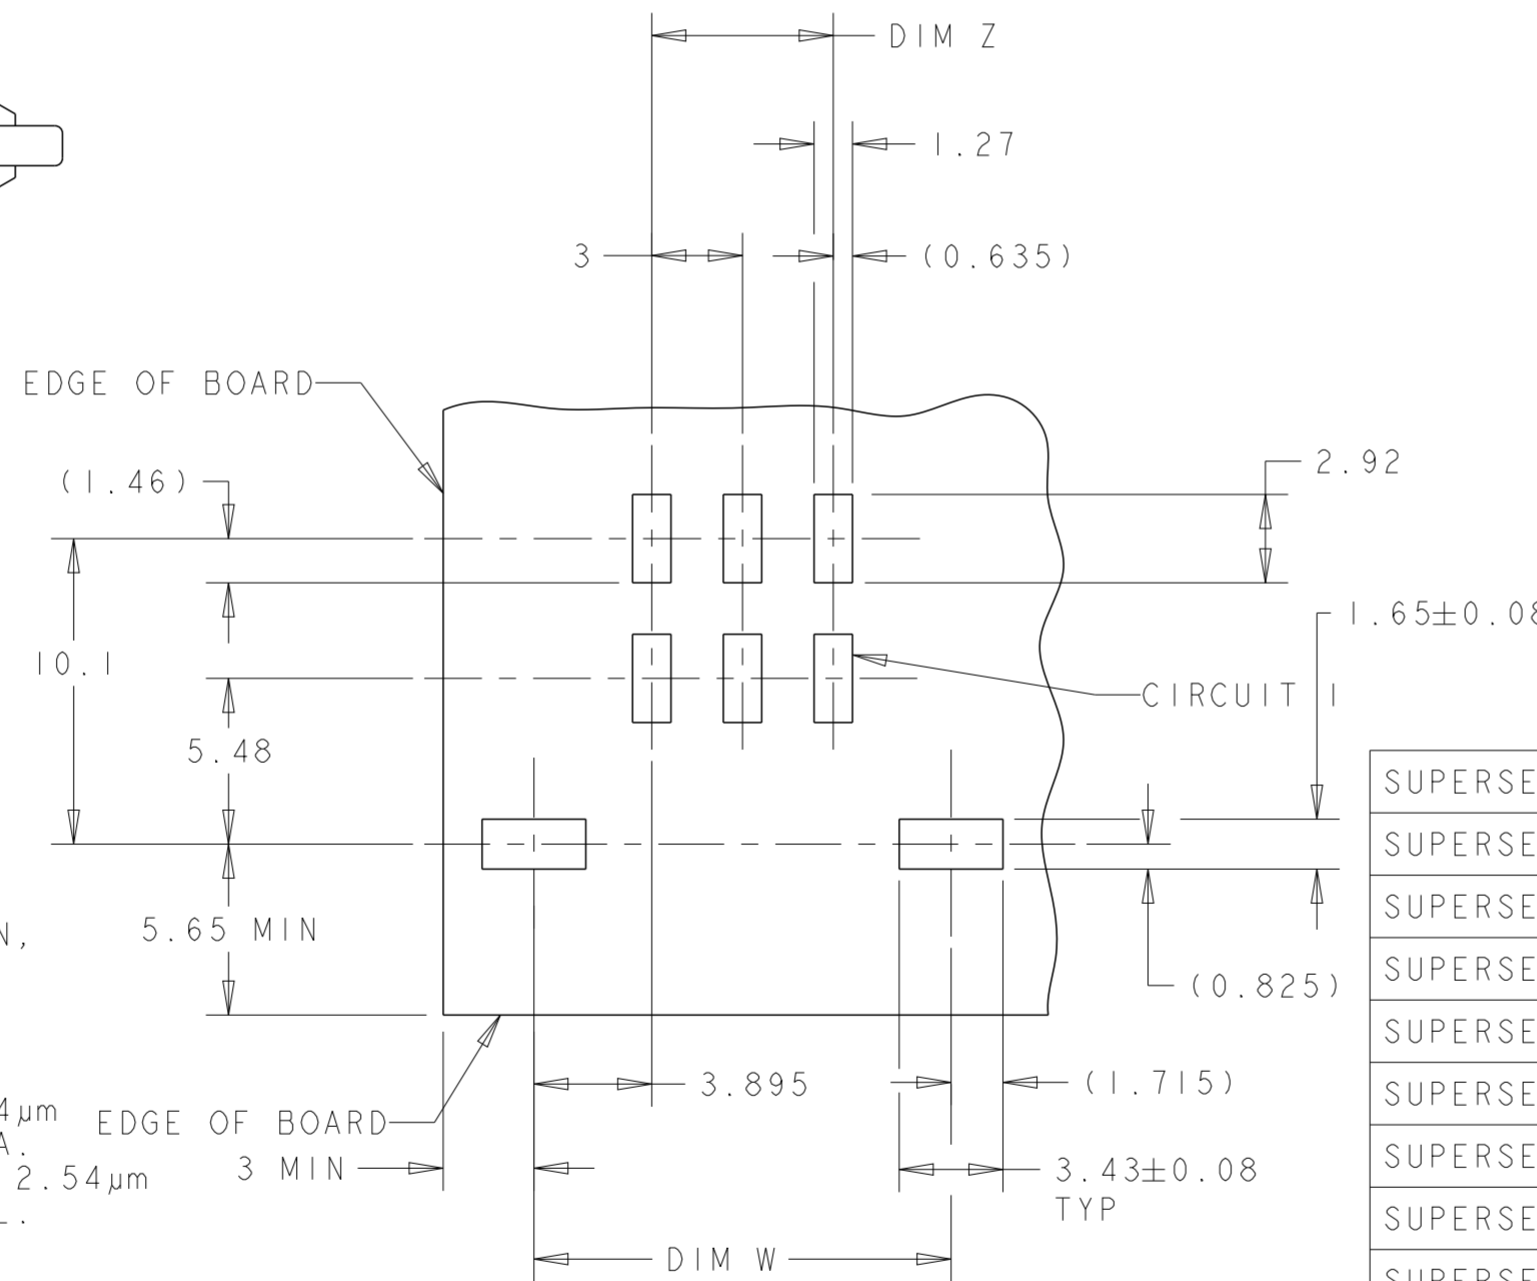 DIM Z
1.27
3
(0.635)
EDGE OF BOARD
(1.46)
2.92
1.65±0.08
10.1
CIRCUIT 1
5.48
SUPERSE
SUPERSE
SUPERSE
5.65 MIN
N,
SUPERSE
(0.825)
SUPERSE
3.895
(1.715)
SUPERSE
4µm
EDGE OF BOARD
A.
SUPERSE
3 MIN
2.54µm
3.43±0.08
TYP
L.
SUPERSE
DIM W
SUPERSE